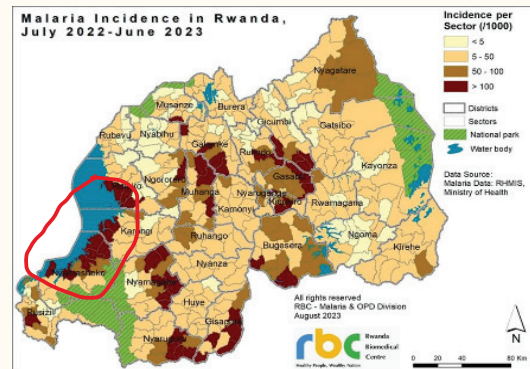 Malaria Incidence in Rwanda,
July 2022-June 2023
Incidence per
Sector (/1000)
< 5
5 - 50
50 - 100
> 100
Districts
Sectors
National park
Water body
Data Source:
Malaria Data: RHMIS,
Ministry of Health
Nyagatare
Musanze
Burera
Gicumbi
Gatsibo
Rubavu
Nyabihu
Gakenke
Rulindo
Kayonza
Ngororero
Gasabo
Muhanga
Nyarugenge
Kicukiro
Rwamagana
Kamonyi
Karongi
Ruhango
Bugesera
Ngoma
Kirehe
Nyanza
Nyamagabe
Rusizi
Huye
Gisagara
Nyaruguru
All rights reserved
RBC - Malaria & OPD Division
August 2023
rbc
Rwanda
Biomedical
Centre
Healthy People, Wealthy Nation
N
0 20 40 80 Km